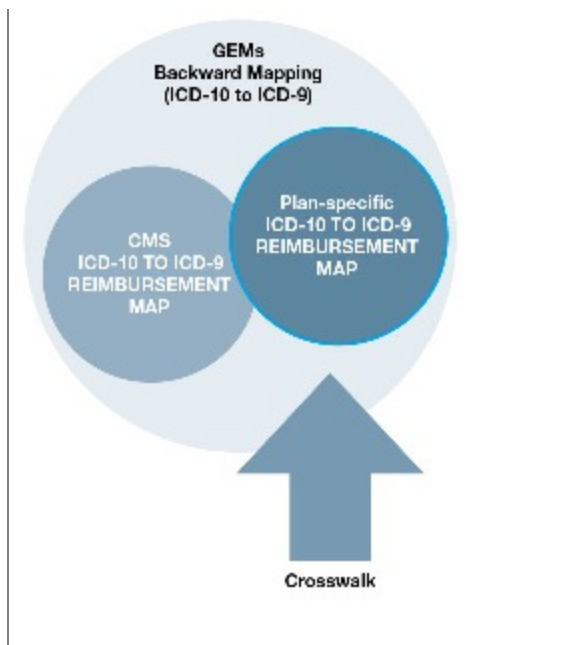 GEMs
Backward Mapping
(ICD-10 to ICD-9)
Plan-specific
ICD-10 TO ICD-9
REIMBURSEMENT
MAP
CMS
ICD-10 TO ICD-9
REIMBURSEMENT
MAP
Crosswalk